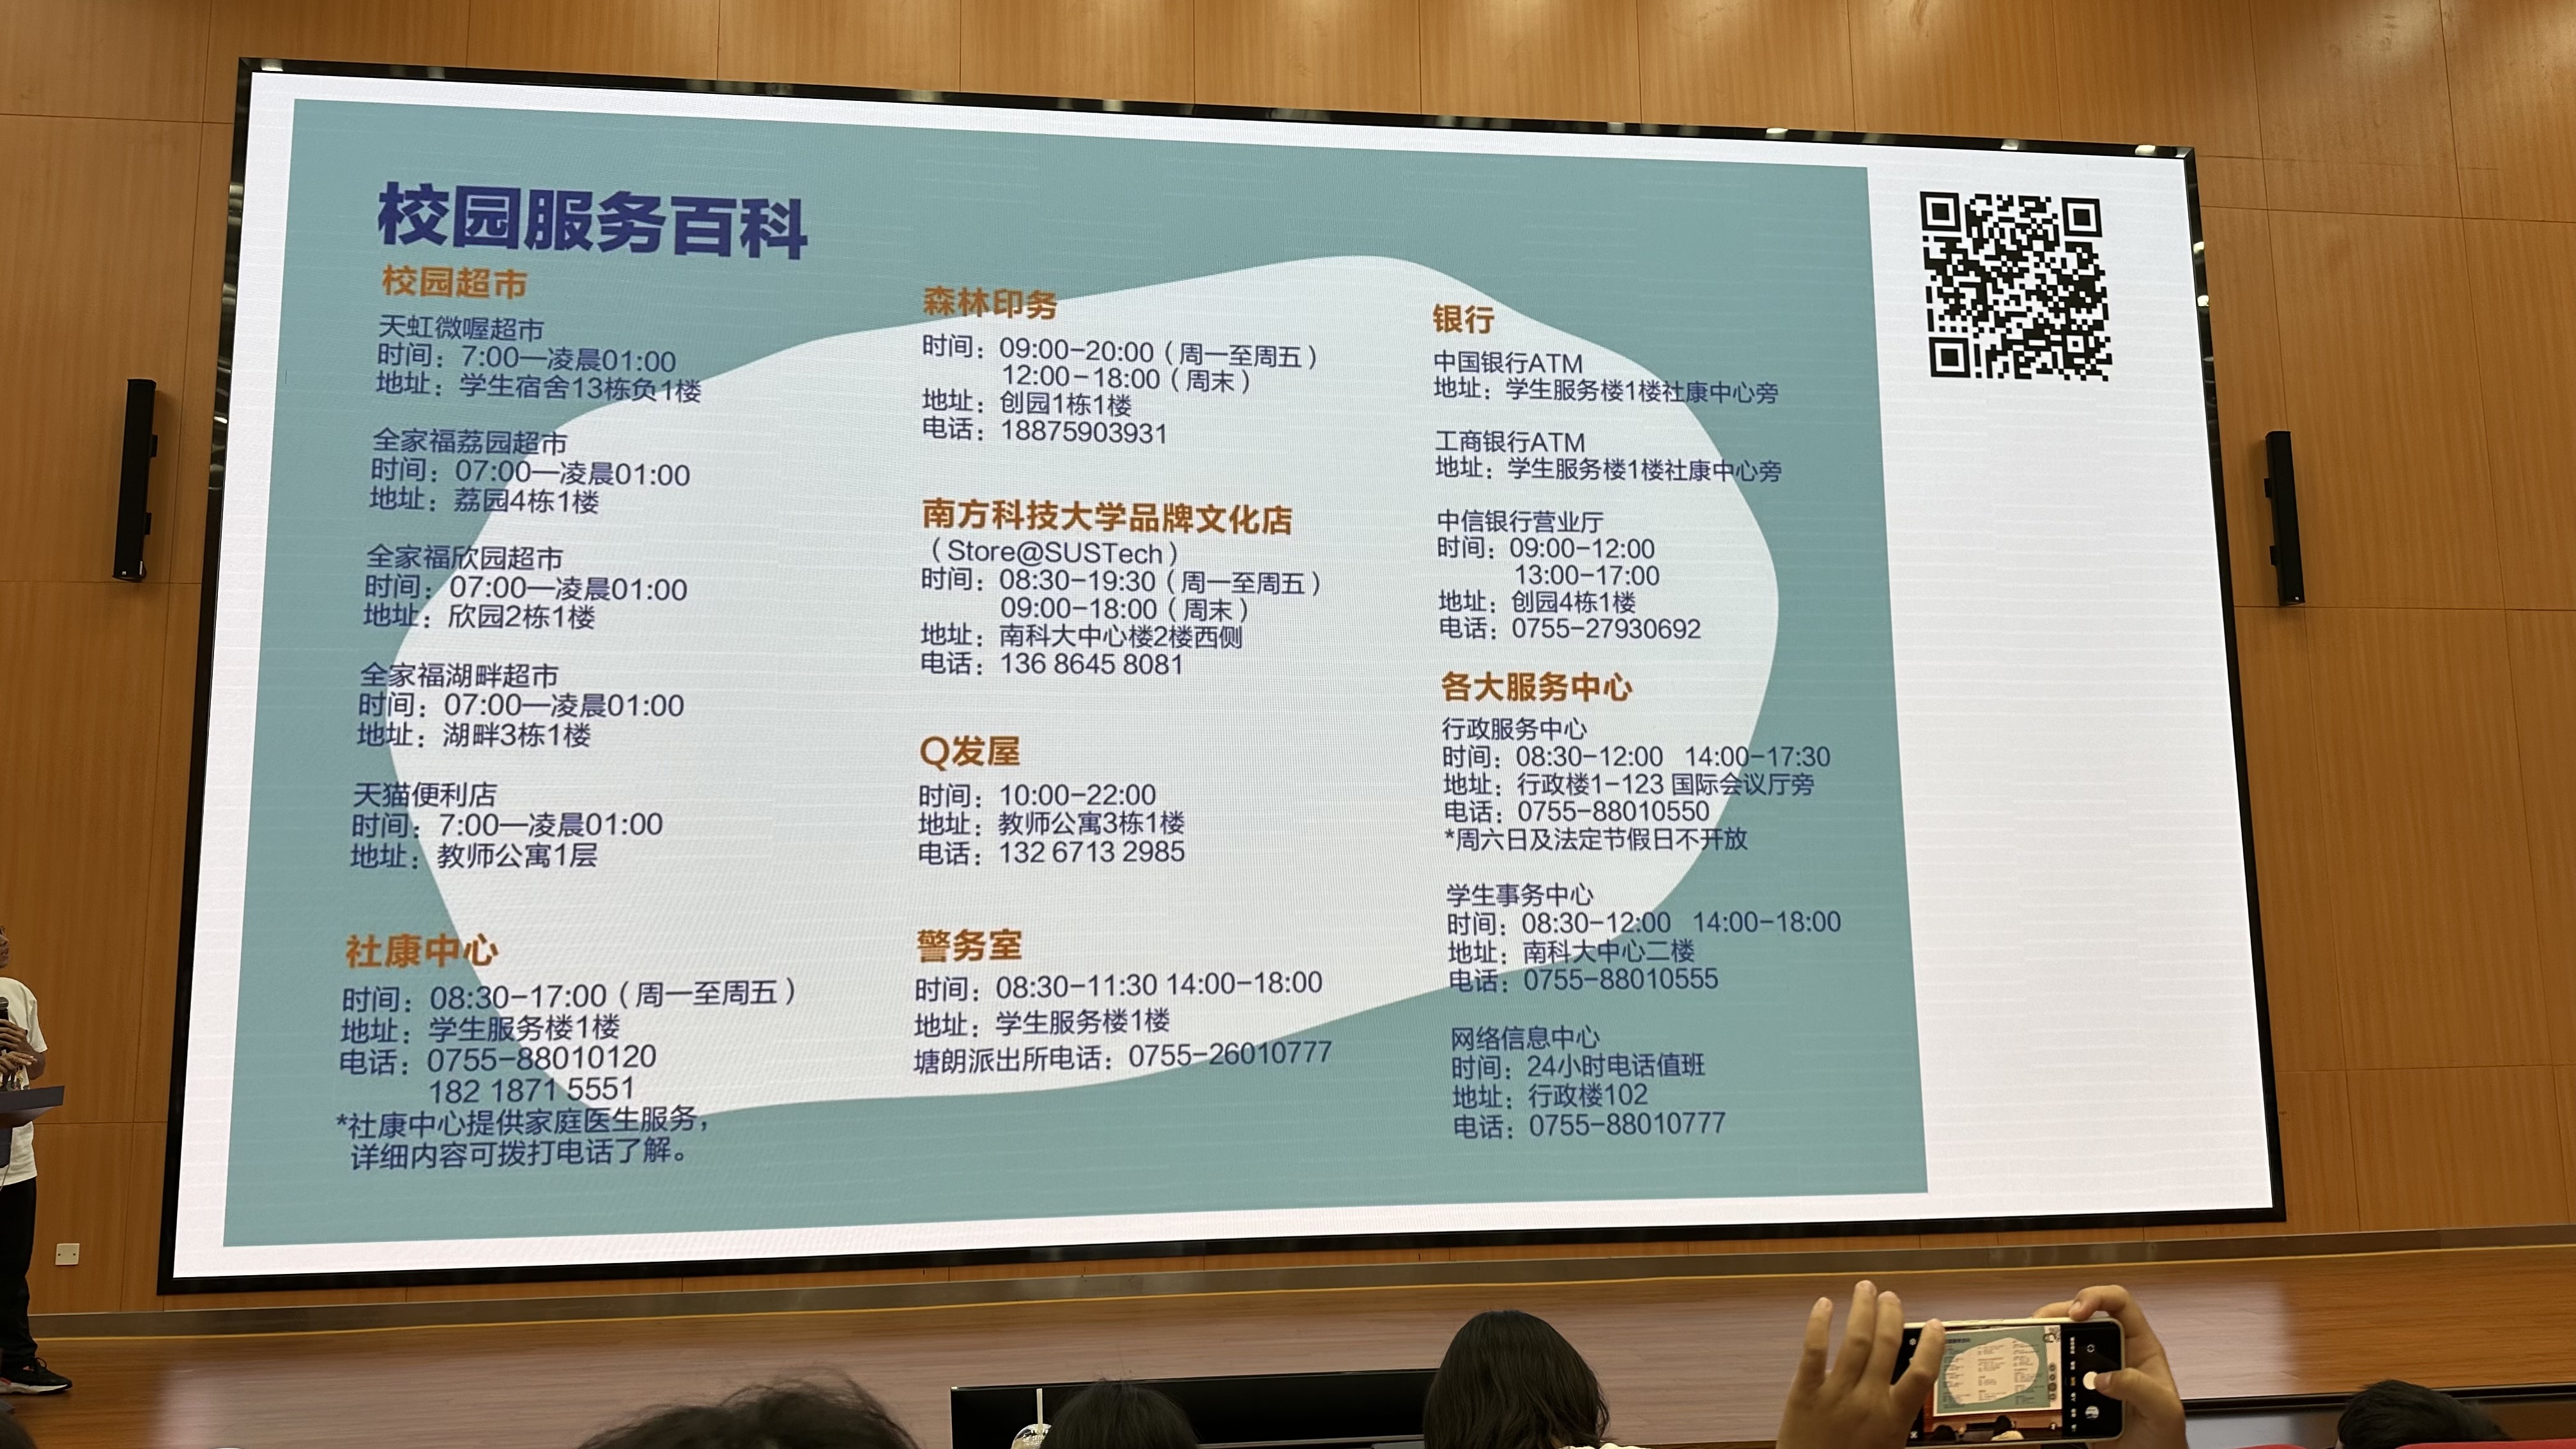 校园服务百科
校园超市
天虹微喔超市
时间：7:00—凌晨01:00
地址：学生宿舍13栋负1楼
全家福荔园超市
时间：07:00—凌晨01:00
地址：荔园4栋1楼
全家福欣园超市
时间：07:00—凌晨01:00
地址：欣园2栋1楼
全家福湖畔超市
时间：07:00—凌晨01:00
地址：湖畔3栋1楼
天猫便利店
时间：7:00—凌晨01:00
地址：教师公寓1层
社康中心
时间：08:30-17:00（周一至周五）
地址：学生服务楼1楼
电话：0755-88010120
182 1871 5551
*社康中心提供家庭医生服务，
详细内容可拨打电话了解。
森林印务
时间：09:00-20:00（周一至周五）
12:00-18:00（周末）
地址：创园1栋1楼
电话：18875903931
南方科技大学品牌文化店
（Store@SUSTech）
时间：08:30-19:30（周一至周五）
09:00-18:00（周末）
地址：南科大中心楼2楼西侧
电话：136 8645 8081
Q发屋
时间：10:00-22:00
地址：教师公寓3栋1楼
电话：132 6713 2985
警务室
时间：08:30-11:30 14:00-18:00
地址：学生服务楼1楼
塘朗派出所电话：0755-26010777
银行
中国银行ATM
地址：学生服务楼1楼社康中心旁
工商银行ATM
地址：学生服务楼1楼社康中心旁
中信银行营业厅
时间：09:00-12:00
13:00-17:00
地址：创园4栋1楼
电话：0755-27930692
各大服务中心
行政服务中心
时间：08:30-12:00 14:00-17:30
地址：行政楼1-123 国际会议厅旁
电话：0755-88010550
*周六日及法定节假日不开放
学生事务中心
时间：08:30-12:00 14:00-18:00
地址：南科大中心二楼
电话：0755-88010555
网络信息中心
时间：24小时电话值班
地址：行政楼102
电话：0755-88010777